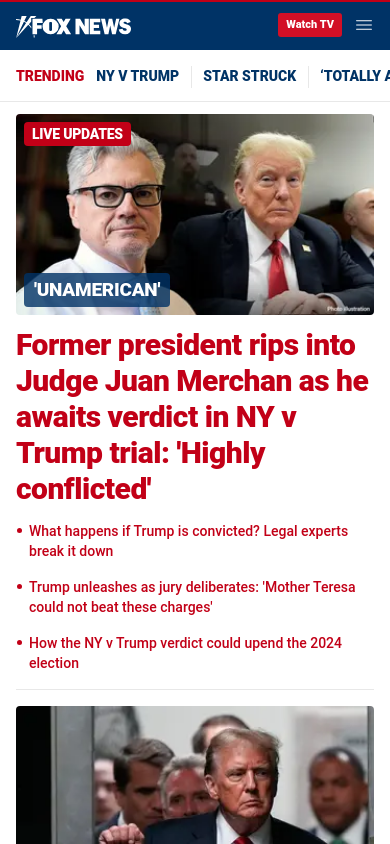 FOX NEWS
Watch TV
TRENDING NY V TRUMP STAR STRUCK ‘TOTALLY A
LIVE UPDATES
'UNAMERICAN'
Photo Illustration
Former president rips into
Judge Juan Merchan as he
awaits verdict in NY v
Trump trial: 'Highly
conflicted'
• What happens if Trump is convicted? Legal experts
break it down
• Trump unleashes as jury deliberates: 'Mother Teresa
could not beat these charges'
• How the NY v Trump verdict could upend the 2024
election